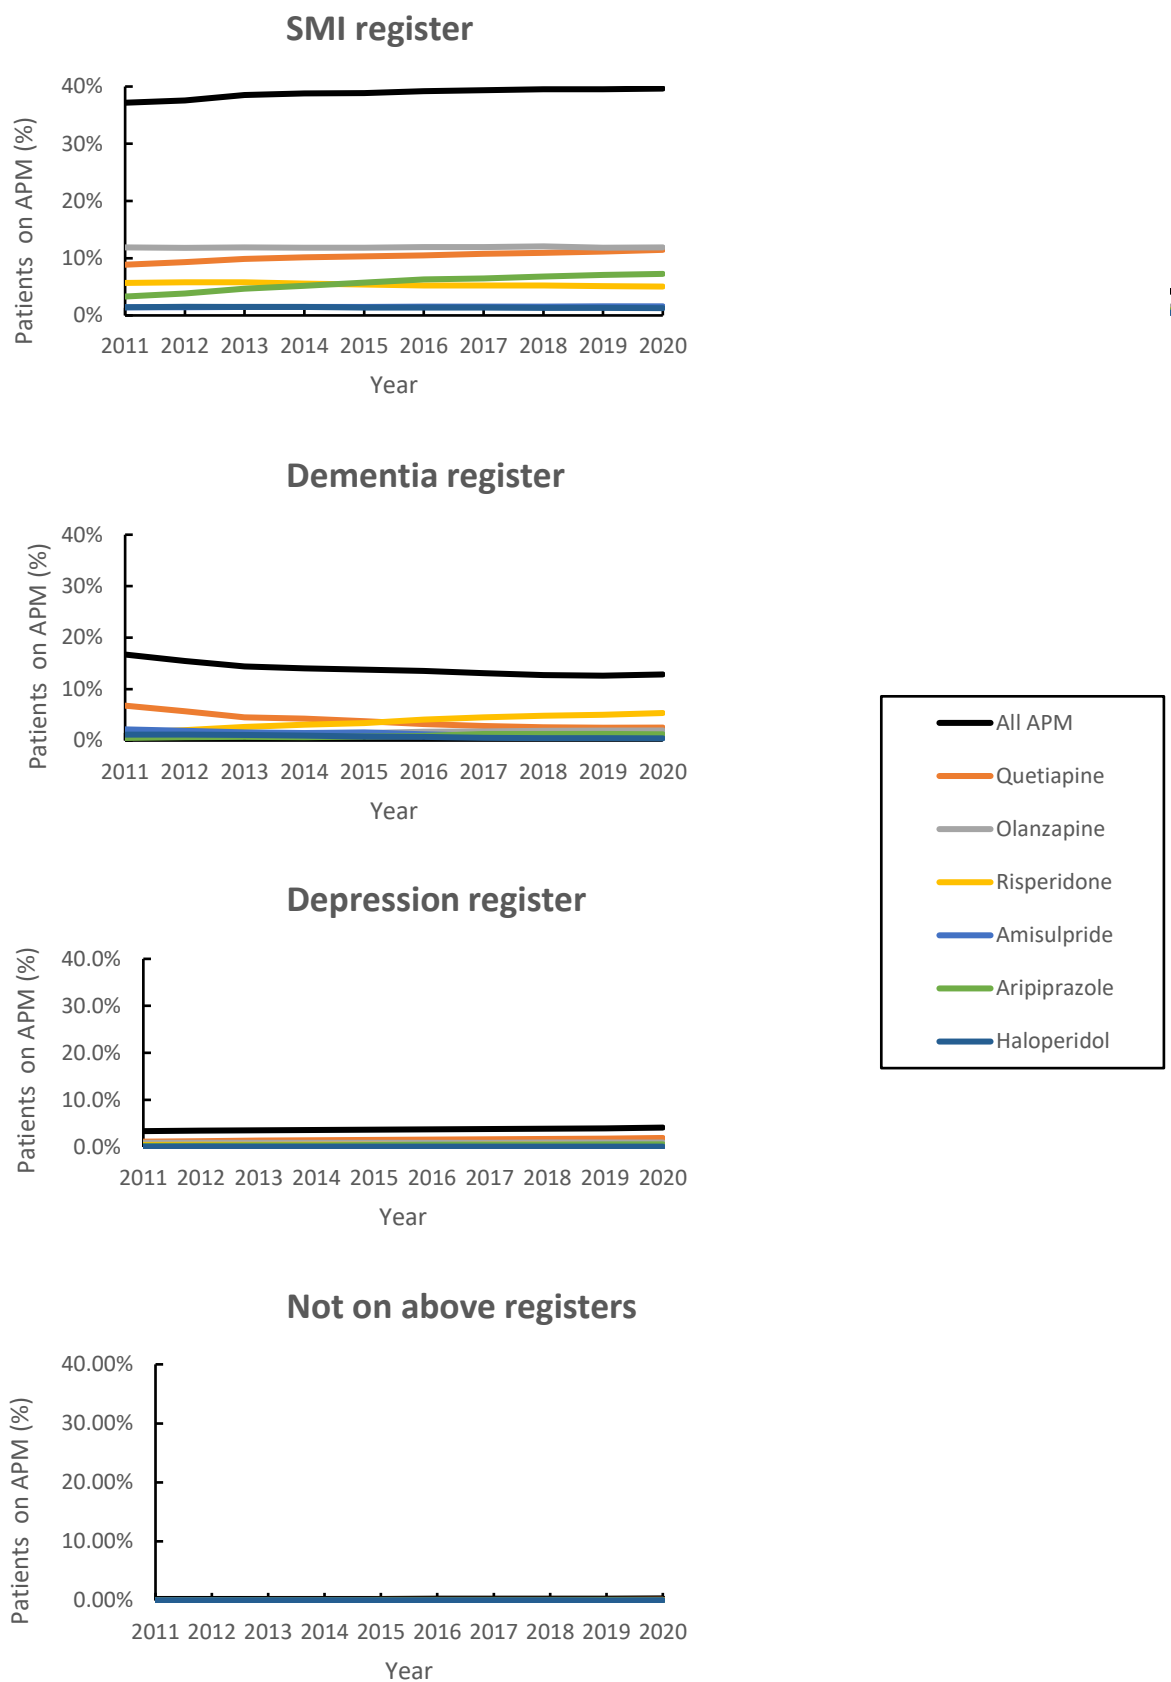 SMI register
40%
30%
20%
10%
0%
Patients on APM (%)
2011 2012 2013 2014 2015 2016 2017 2018 2019 2020
Year
Dementia register
40%
30%
20%
10%
0%
Patients on APM (%)
2011 2012 2013 2014 2015 2016 2017 2018 2019 2020
Year
All APM
Quetiapine
Olanzapine
Risperidone
Amisulpride
Aripiprazole
Haloperidol
Depression register
40.0%
30.0%
20.0%
10.0%
0.0%
Patients on APM (%)
2011 2012 2013 2014 2015 2016 2017 2018 2019 2020
Year
Not on above registers
40.00%
30.00%
20.00%
10.00%
0.00%
Patients on APM (%)
2011 2012 2013 2014 2015 2016 2017 2018 2019 2020
Year